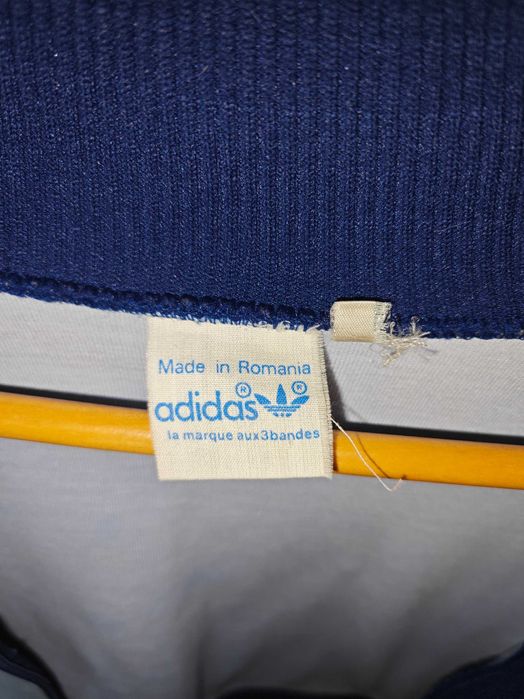 Made in Romania
adidas® ®
la marque aux3bandes